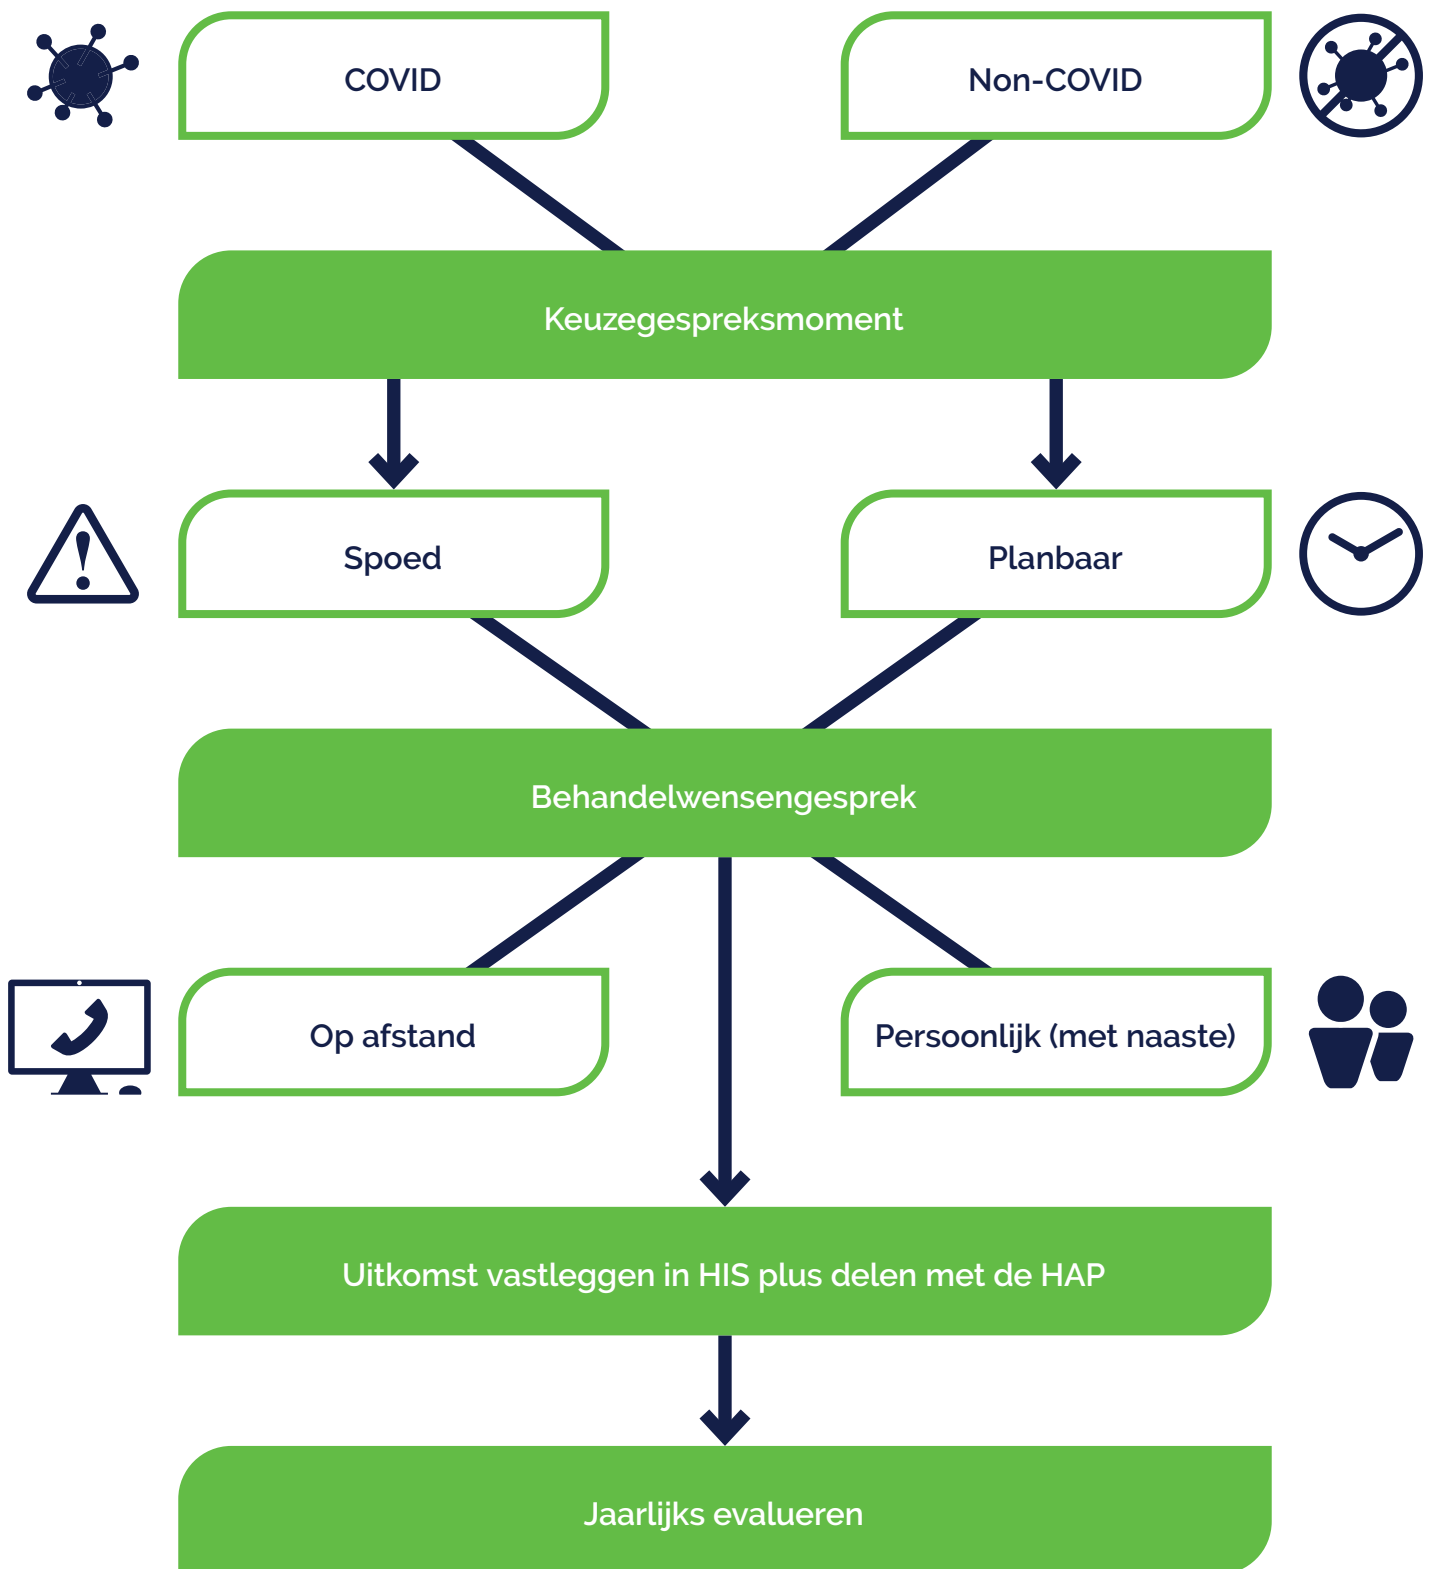 COVID
Non-COVID
Keuzegespreksmoment
Spoed
Planbaar
Behandelwensengesprek
Op afstand
Persoonlijk (met naaste)
Uitkomst vastleggen in HIS plus delen met de HAP
Jaarlijks evalueren